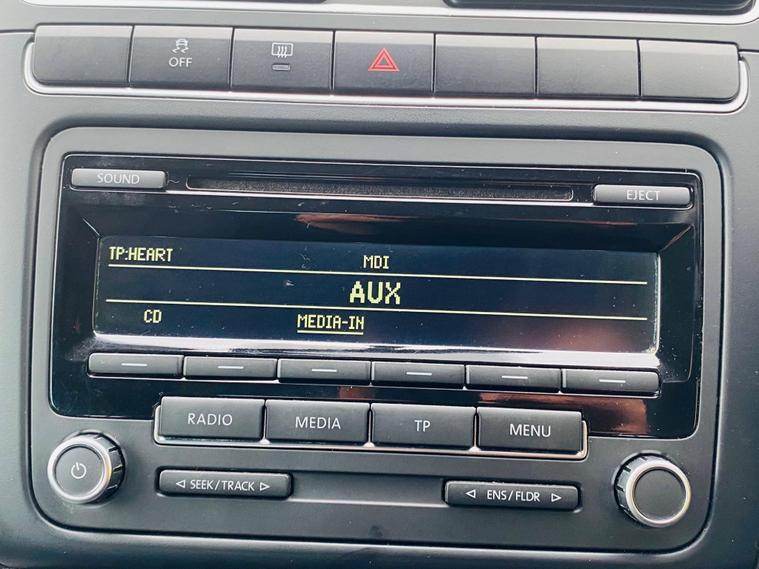 OFF
SOUND
EJECT
TP:HEART
MDI
AUX
CD
MEDIA-IN
RADIO
MEDIA
TP
MENU
SEEK/TRACK
ENS/FLDR